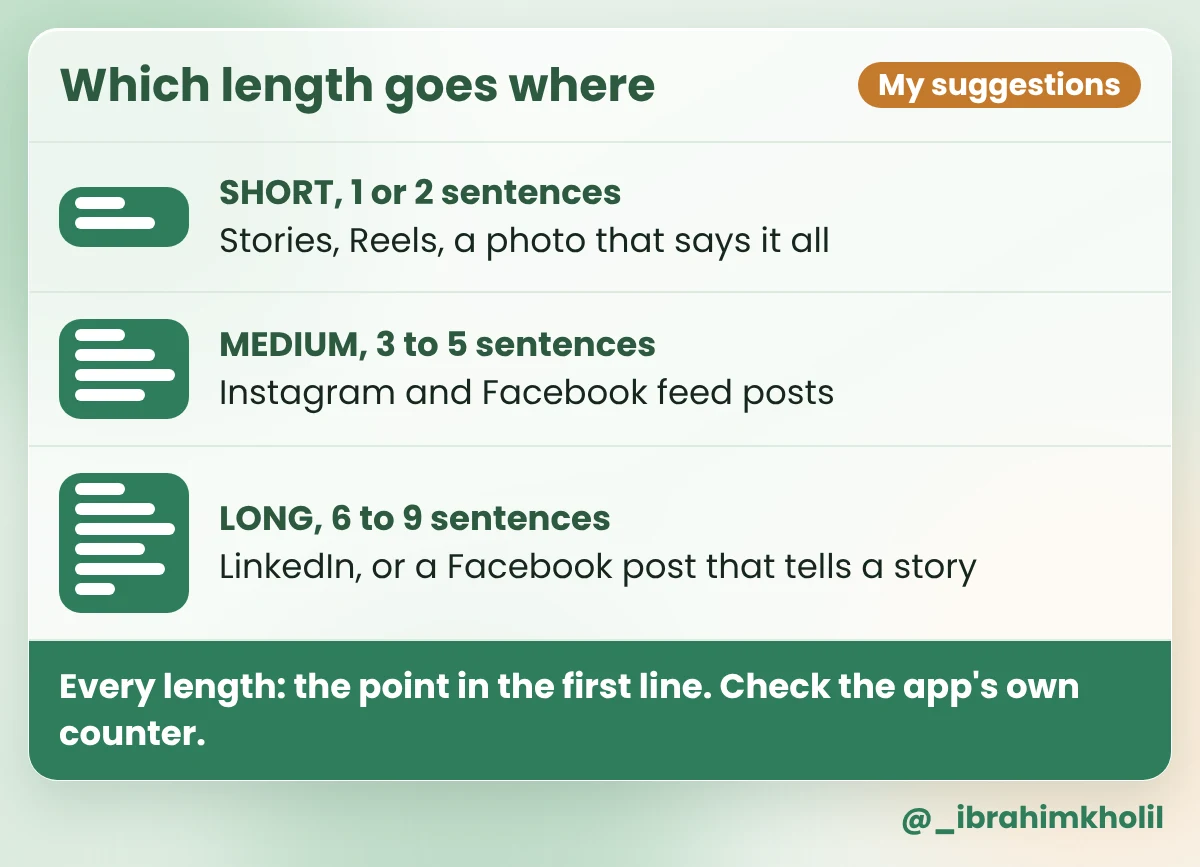 Which length goes where
My suggestions
SHORT, 1 or 2 sentences
Stories, Reels, a photo that says it all
MEDIUM, 3 to 5 sentences
Instagram and Facebook feed posts
LONG, 6 to 9 sentences
LinkedIn, or a Facebook post that tells a story
Every length: the point in the first line. Check the app's own
counter.
@_ibrahimkholil